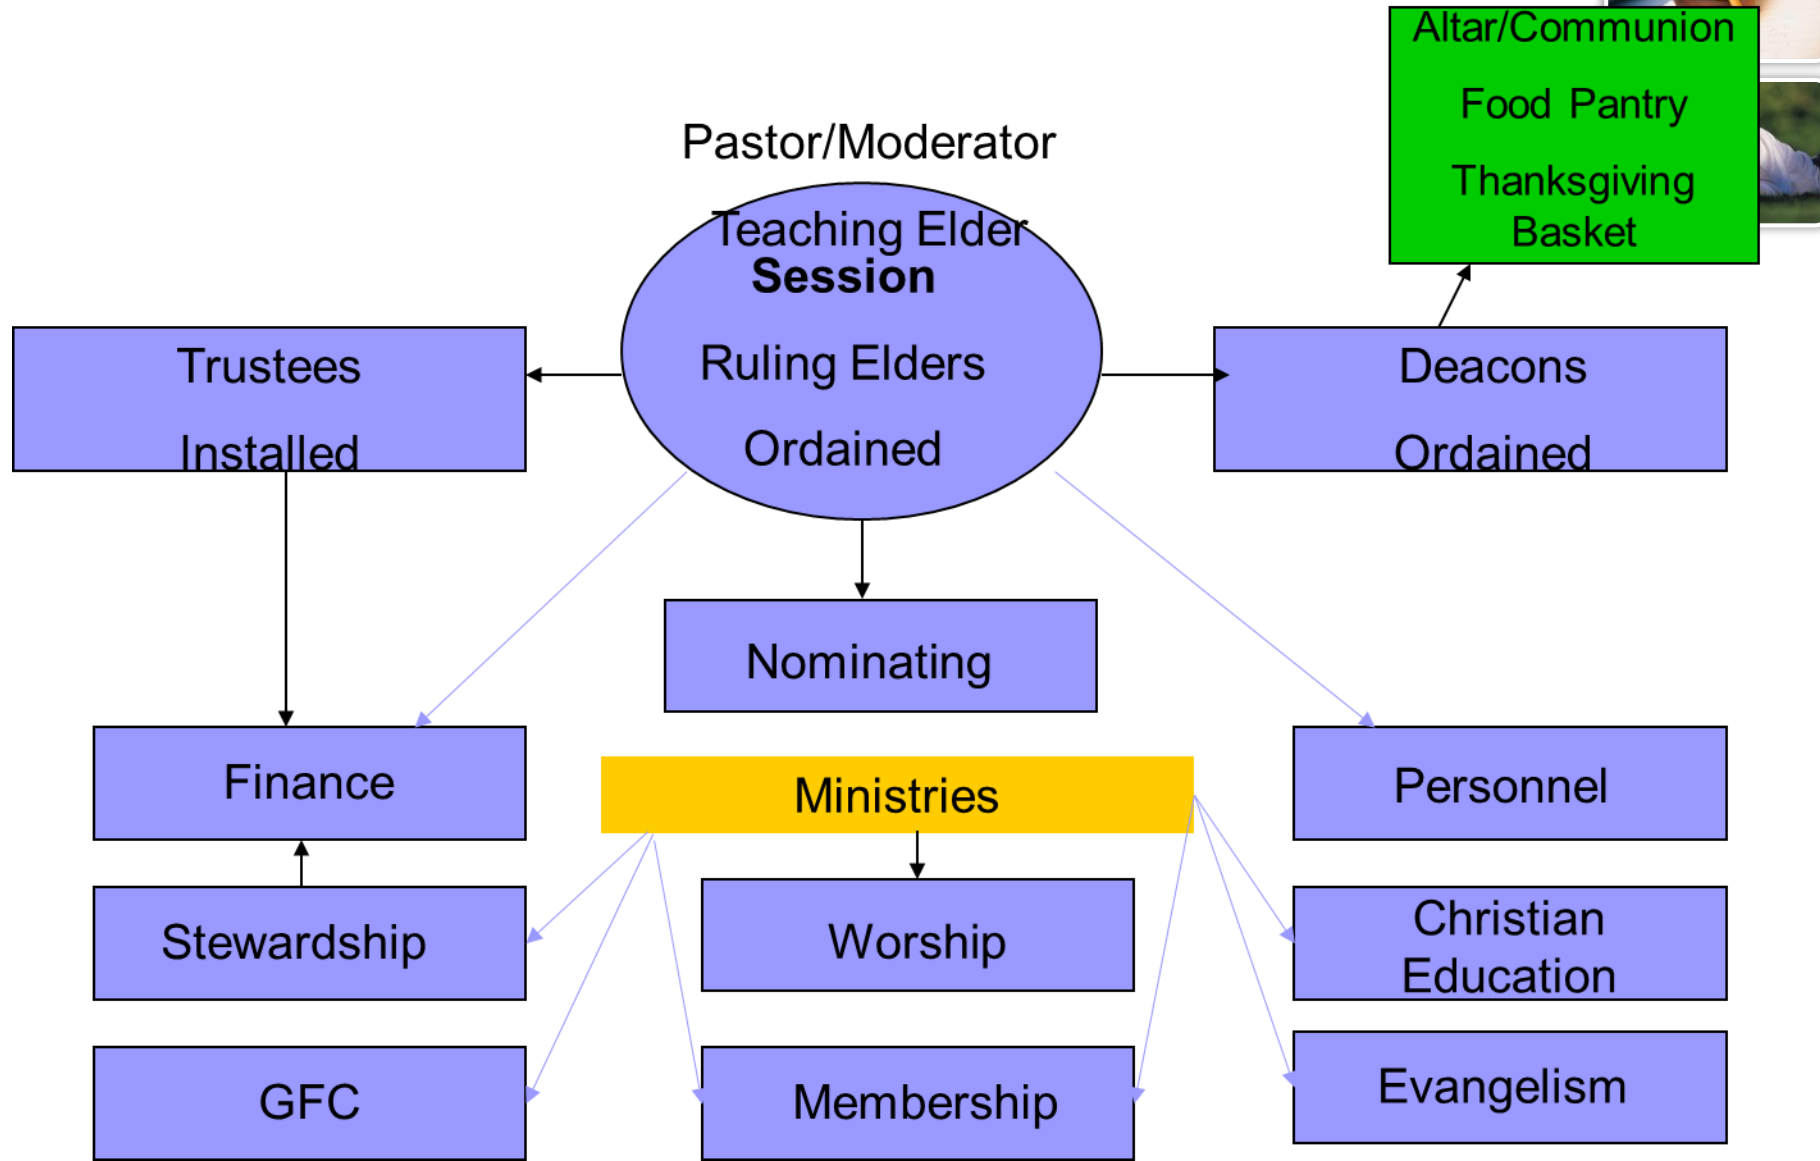 Altar/Communion
Food Pantry
Thanksgiving
Basket
Pastor/Moderator
Teaching Elder
Session
Ruling Elders
Ordained
Trustees
Installed
Deacons
Ordained
Nominating
Finance
Ministries
Personnel
Stewardship
Worship
Christian
Education
GFC
Membership
Evangelism